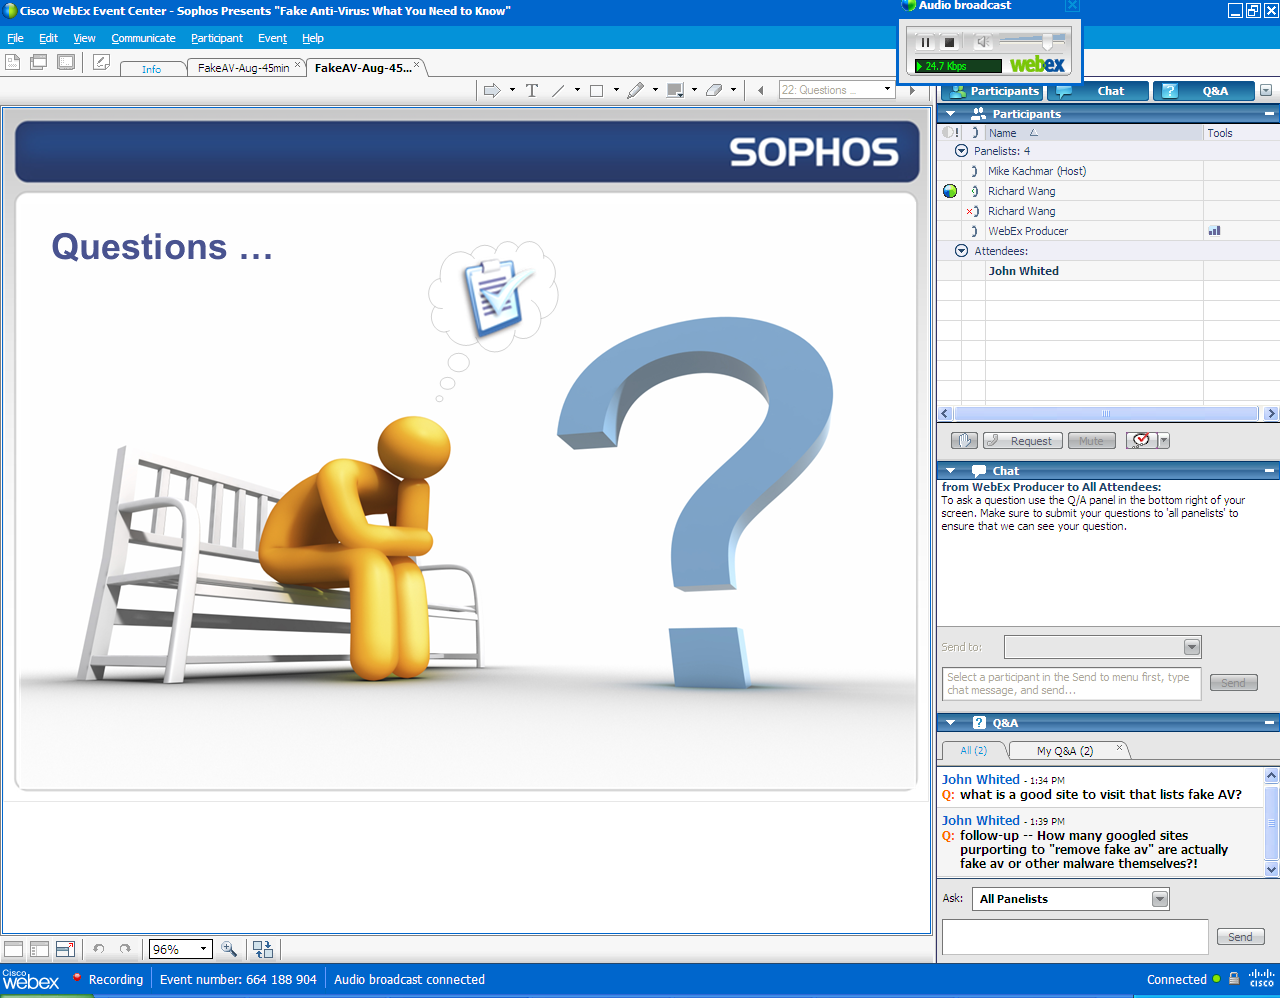 Cisco WebEx Event Center - Sophos Presents "Fake Anti-Virus: What You Need to Know"
Audio broadcast
File Edit View Communicate Participant Event Help
24.7 Kbps
webex
Info
FakeAV-Aug-45min
FakeAV-Aug-45...
T
22: Questions ...
Participants
Chat
Q&A
SOPHOS
Questions ...
?
Participants
Name
Tools
Panelists: 4
Mike Kachmar (Host)
Richard Wang
Richard Wang
WebEx Producer
Attendees:
John Whited
Request
Mute
Chat
from WebEx Producer to All Attendees:
To ask a question use the Q/A panel in the bottom right of your
screen. Make sure to submit your questions to 'all panelists' to
ensure that we can see your question.
Send to:
Select a participant in the Send to menu first, type
chat message, and send...
Send
Q&A
All (2)
My Q&A (2)
John Whited - 1:34 PM
Q: what is a good site to visit that lists fake AV?
John Whited - 1:39 PM
Q: follow-up -- How many googled sites
purporting to "remove fake av" are actually
fake av or other malware themselves?!
Ask: All Panelists
Send
96%
Cisco
webex
Recording
Event number: 664 188 904
Audio broadcast connected
Connected
cisco